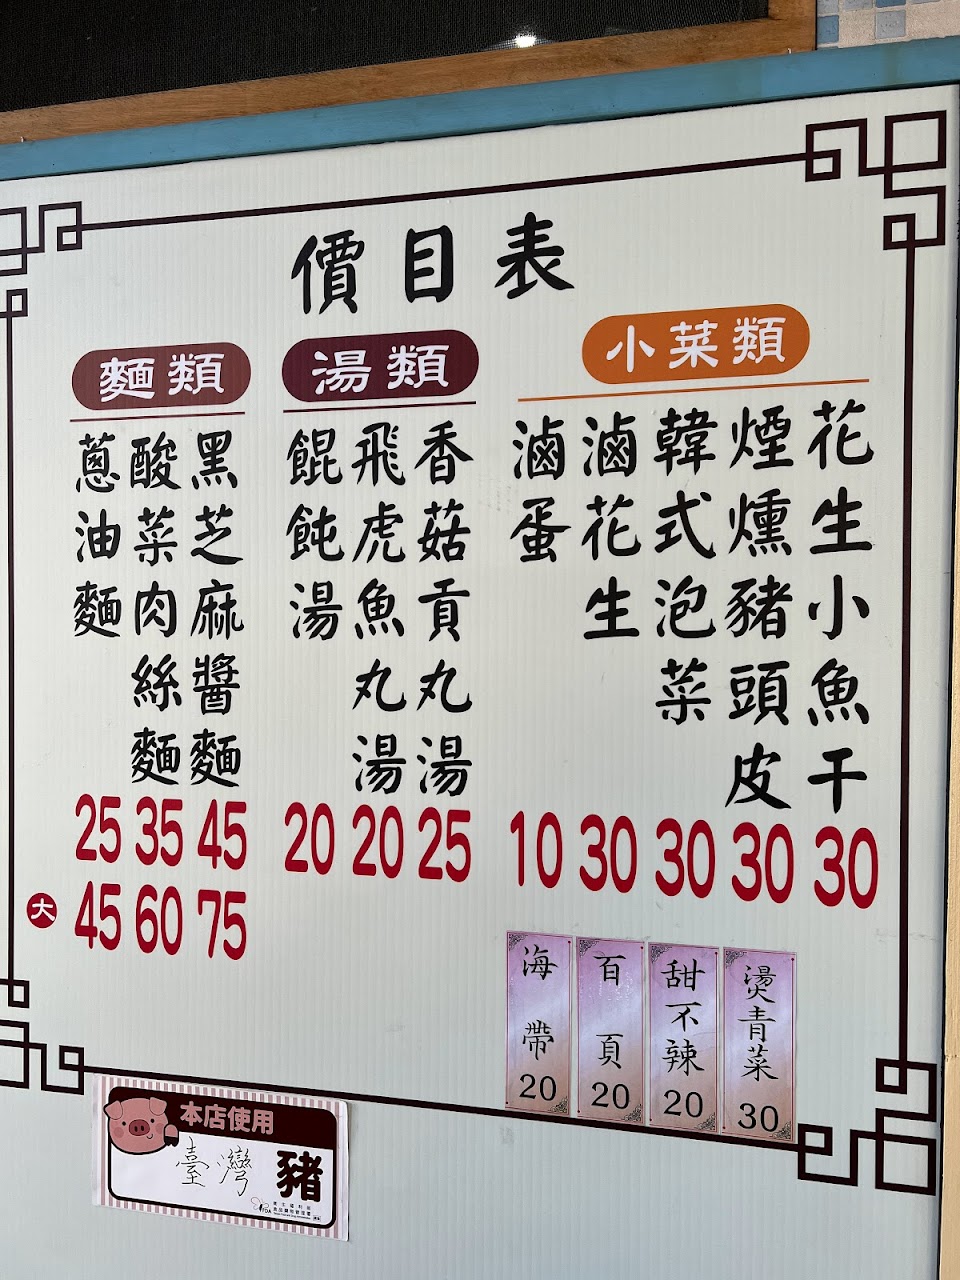 價目表
麵類
黑芝麻醬麵 45 75
酸菜肉絲麵 35 60
蔥油麵 25 45
大
湯類
香菇貢丸湯 25
飛虎魚丸湯 20
餛飩湯 20
小菜類
花生小魚干 30
煙燻豬頭皮 30
韓式泡菜 30
滷花生 30
滷蛋 10
燙青菜 30
甜不辣 20
百頁 20
海帶 20
本店使用
臺灣
豬